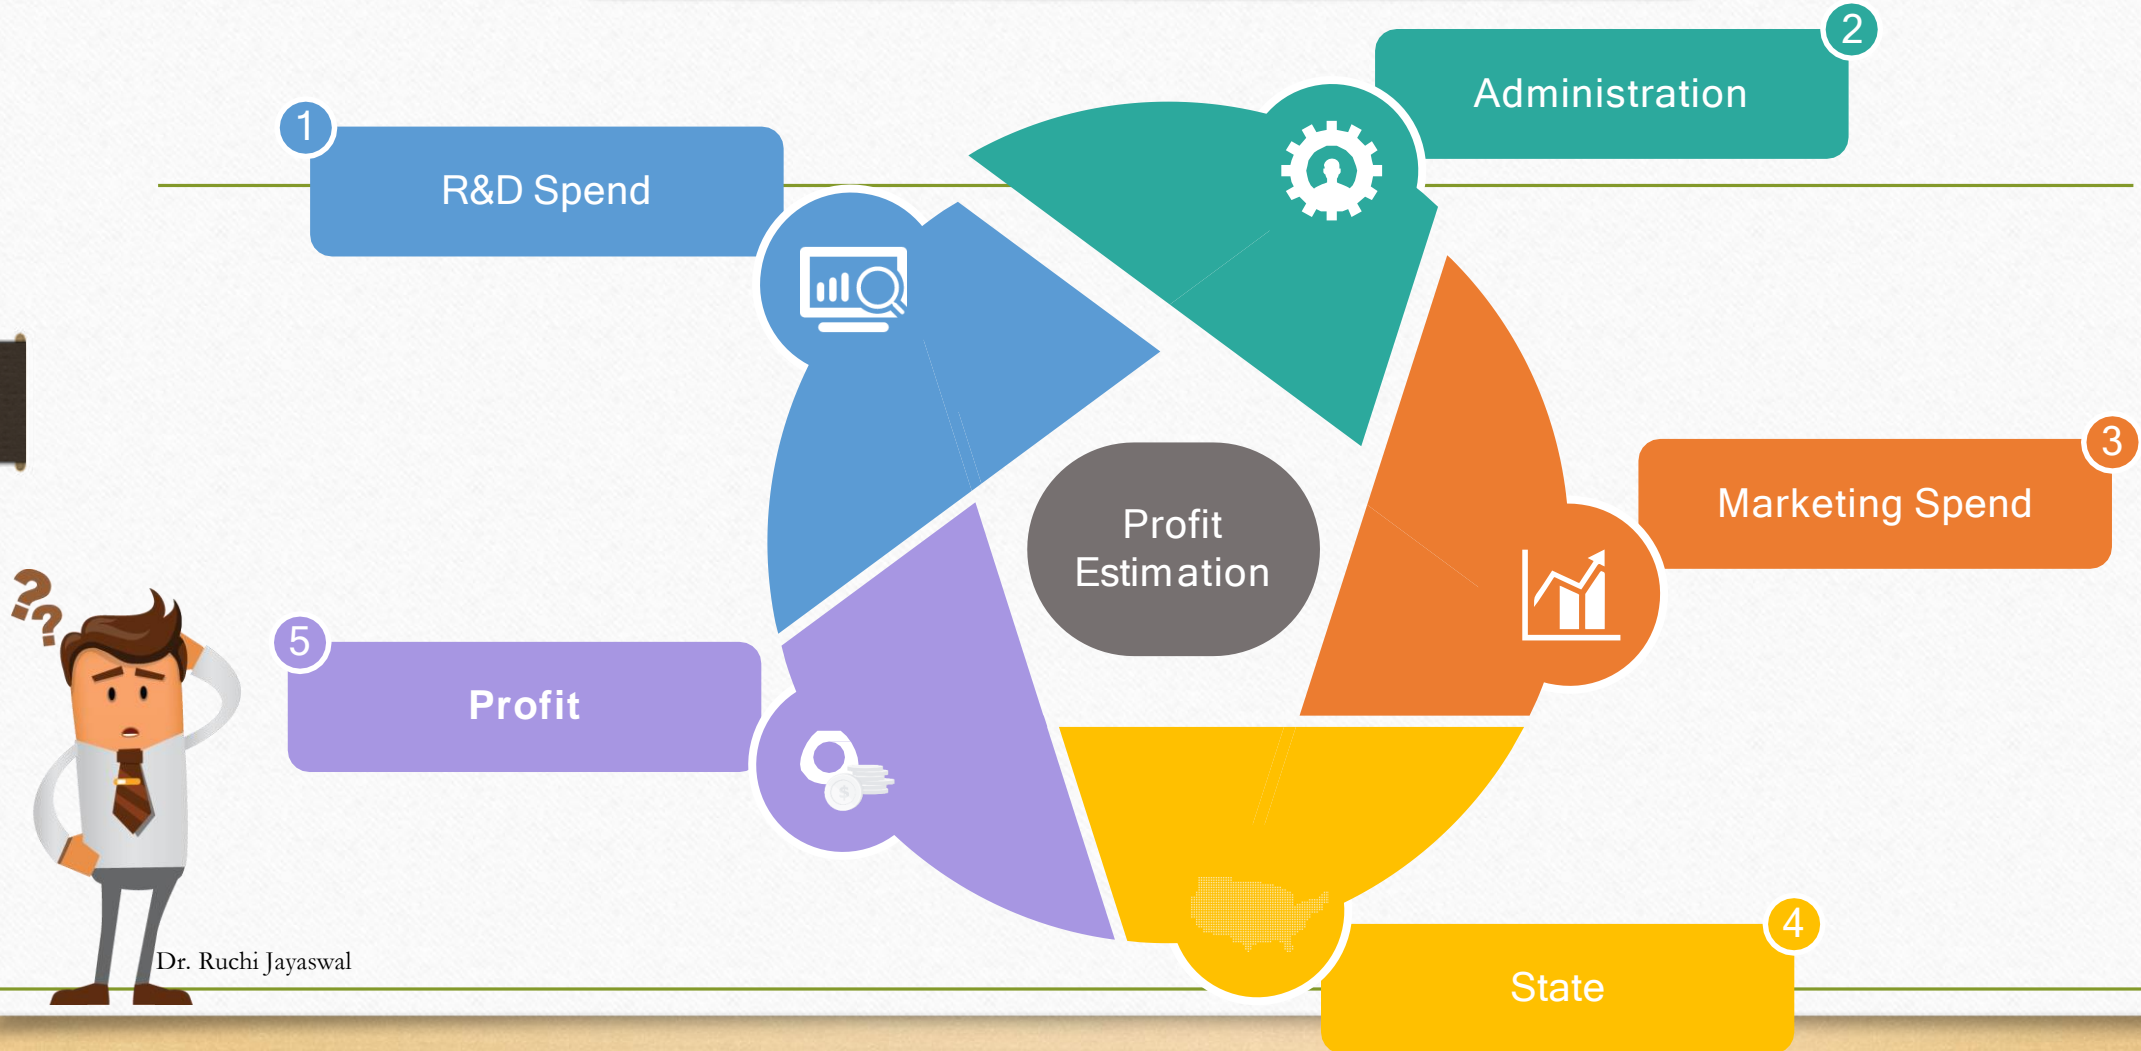 1
R&D Spend
2
Administration
3
Marketing Spend
Profit
Estimation
??
5
Profit
$
4
State
Dr. Ruchi Jayaswal